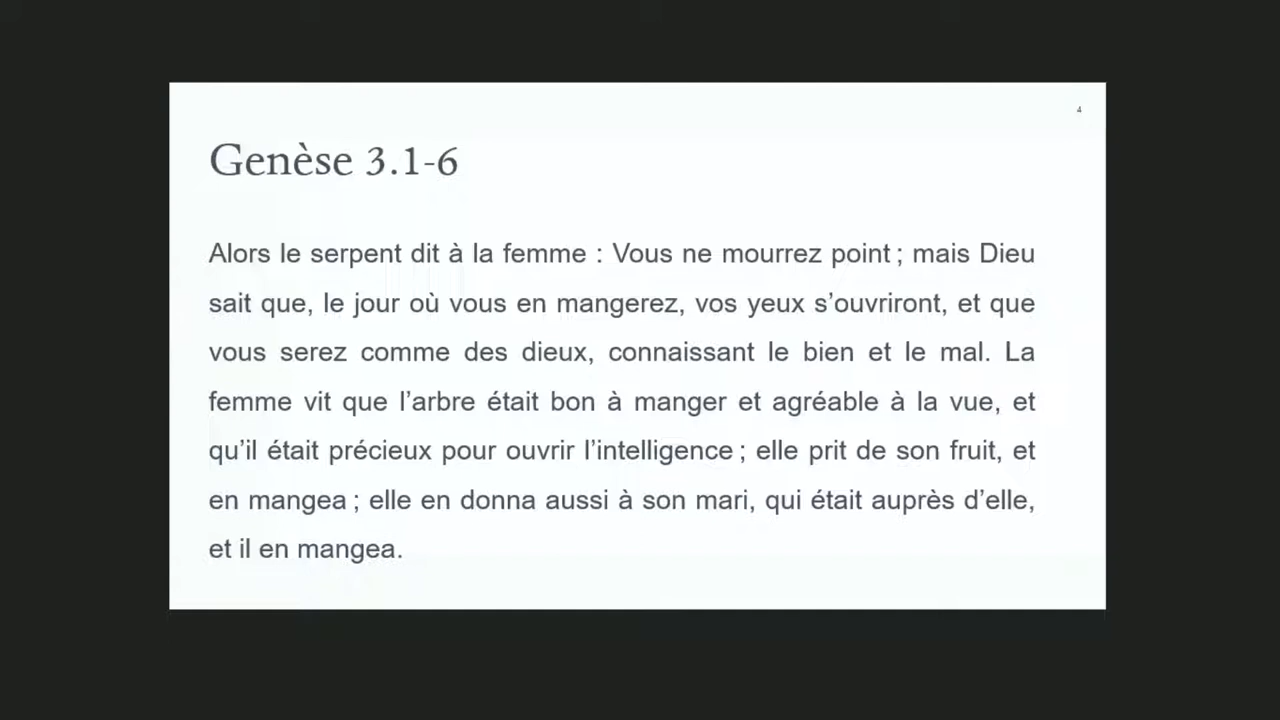 4
Genèse 3.1-6
Alors le serpent dit à la femme : Vous ne mourrez point ; mais Dieu
sait que, le jour où vous en mangerez, vos yeux s’ouvriront, et que
vous serez comme des dieux, connaissant le bien et le mal. La
femme vit que l’arbre était bon à manger et agréable à la vue, et
qu’il était précieux pour ouvrir l’intelligence ; elle prit de son fruit, et
en mangea ; elle en donna aussi à son mari, qui était auprès d’elle,
et il en mangea.